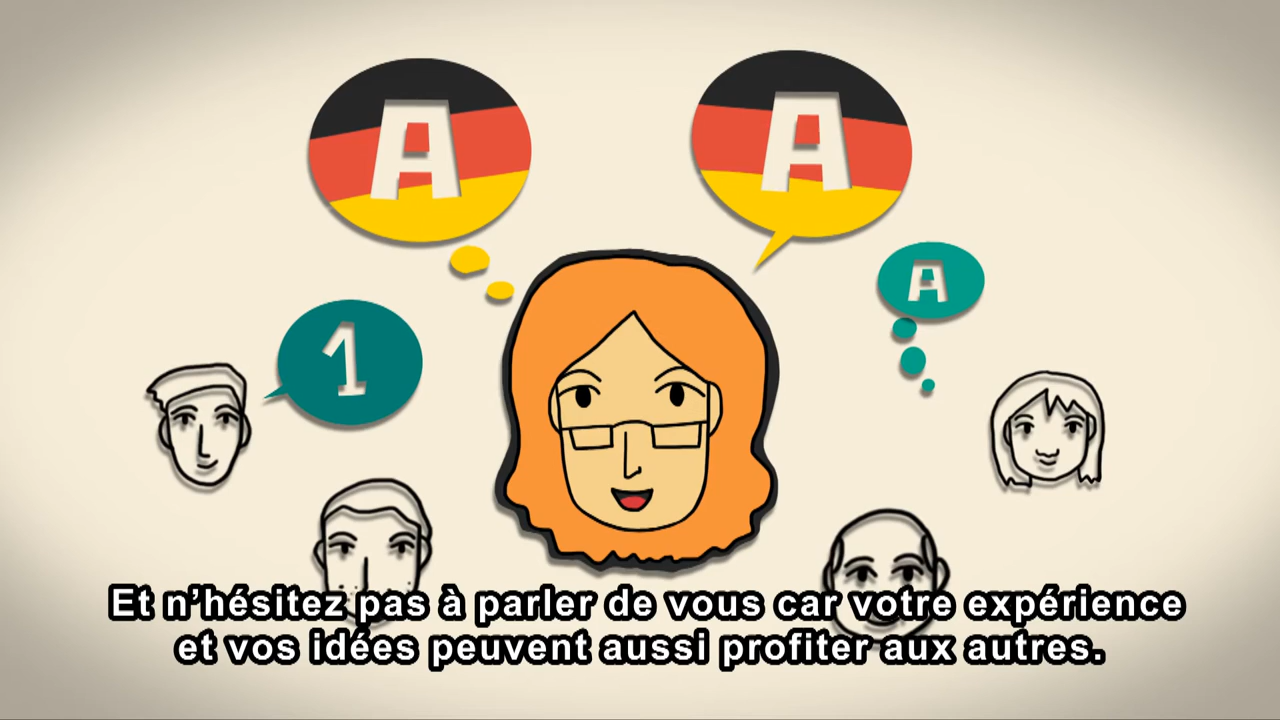 A A
A
1
Et n'hésitez pas à parler de vous car votre expérience
et vos idées peuvent aussi profiter aux autres.